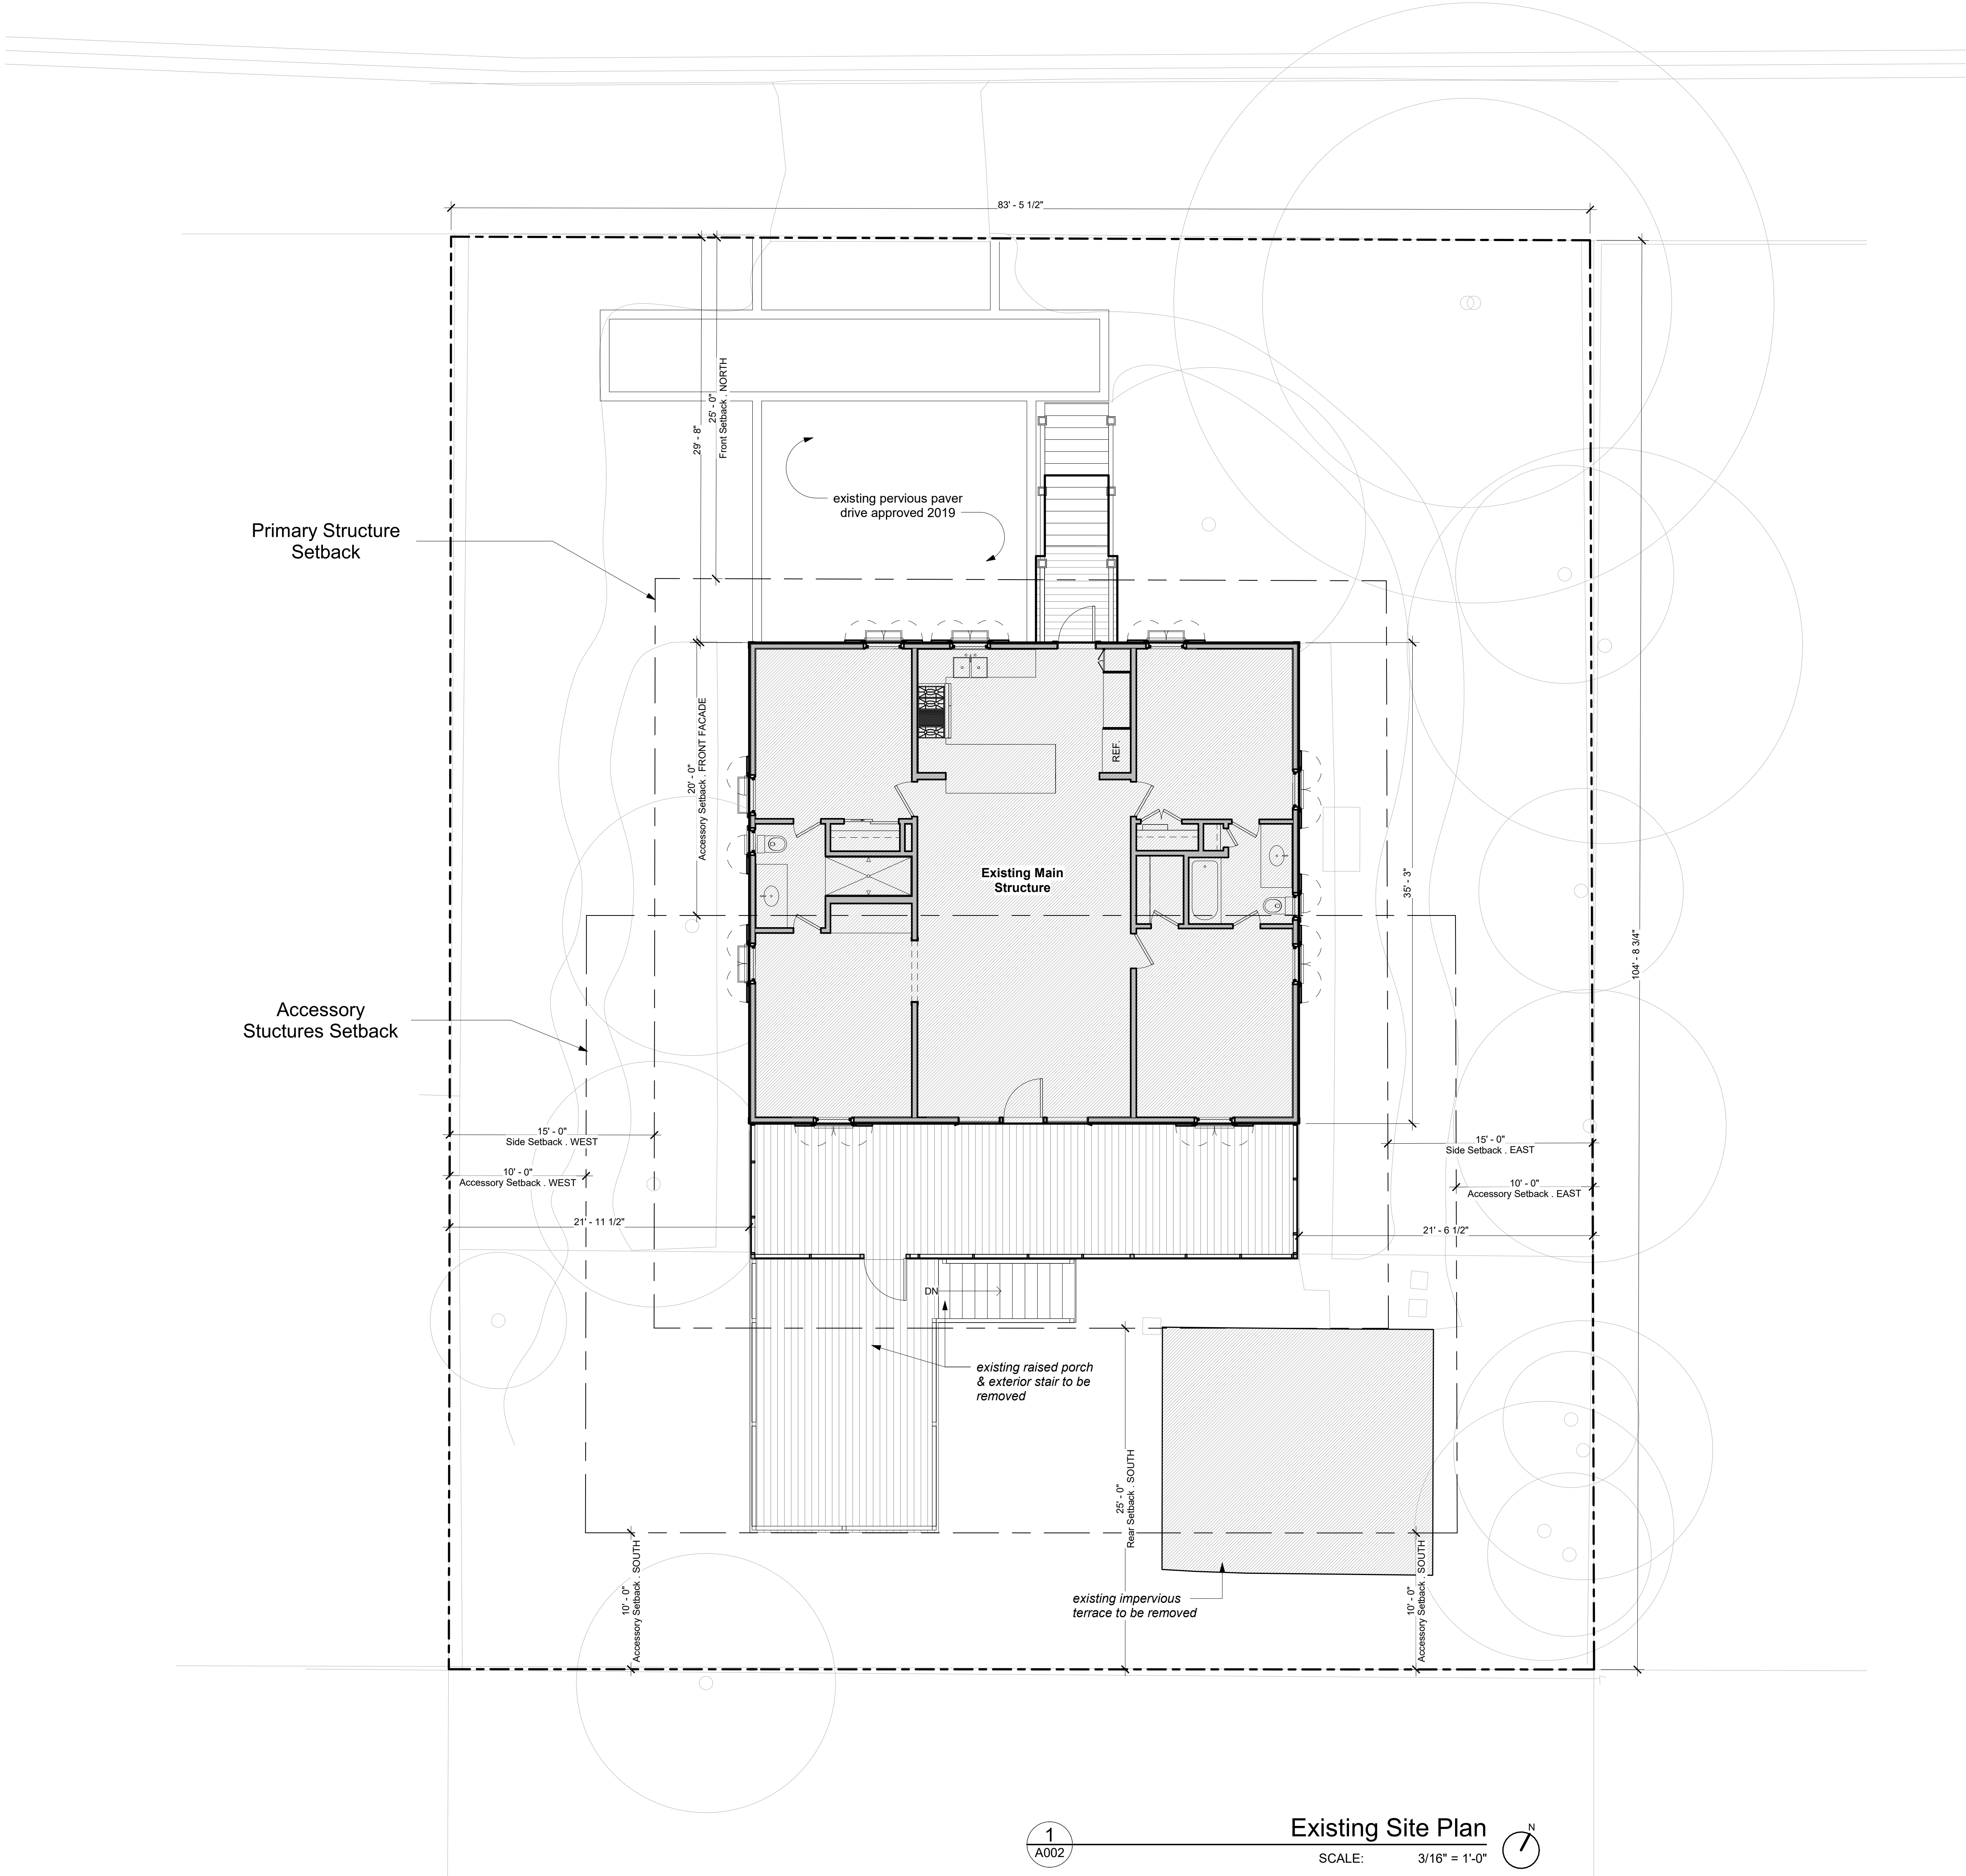 83' - 5 1/2"
25' - 0"
Front Setback . NORTH
29' - 8"
existing pervious paver
drive approved 2019
Primary Structure
Setback
20' - 0"
Accessory Setback . FRONT FACADE
REF.
Existing Main
Structure
35' - 3"
104' - 8 3/4"
Accessory
Stuctures Setback
15' - 0"
Side Setback . WEST
10' - 0"
Accessory Setback . WEST
21' - 11 1/2"
15' - 0"
Side Setback . EAST
10' - 0"
Accessory Setback . EAST
21' - 6 1/2"
DN
existing raised porch
& exterior stair to be
removed
25' - 0"
Rear Setback . SOUTH
10' - 0"
Accessory Setback . SOUTH
existing impervious
terrace to be removed
10' - 0"
Accessory Setback . SOUTH
1
A002
Existing Site Plan
SCALE: 3/16" = 1'-0"
N